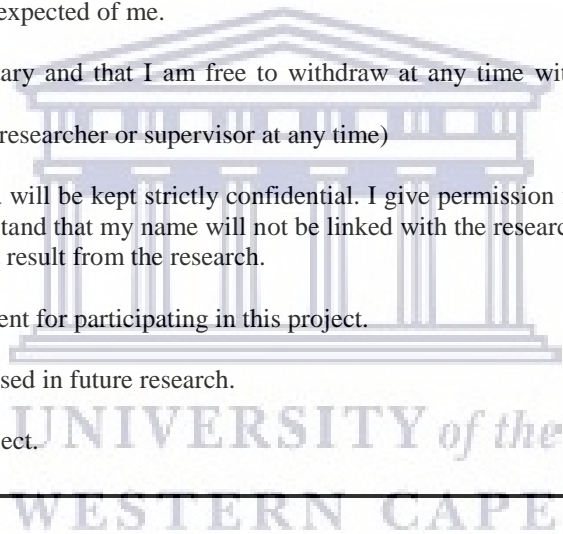 expected of me.
ary and that I am free to withdraw at any time wit
researcher or supervisor at any time)
will be kept strictly confidential. I give permission
tand that my name will not be linked with the researc
result from the research.
ent for participating in this project.
sed in future research.
ject.
UNIVERSITY of the
WESTERN CAPE